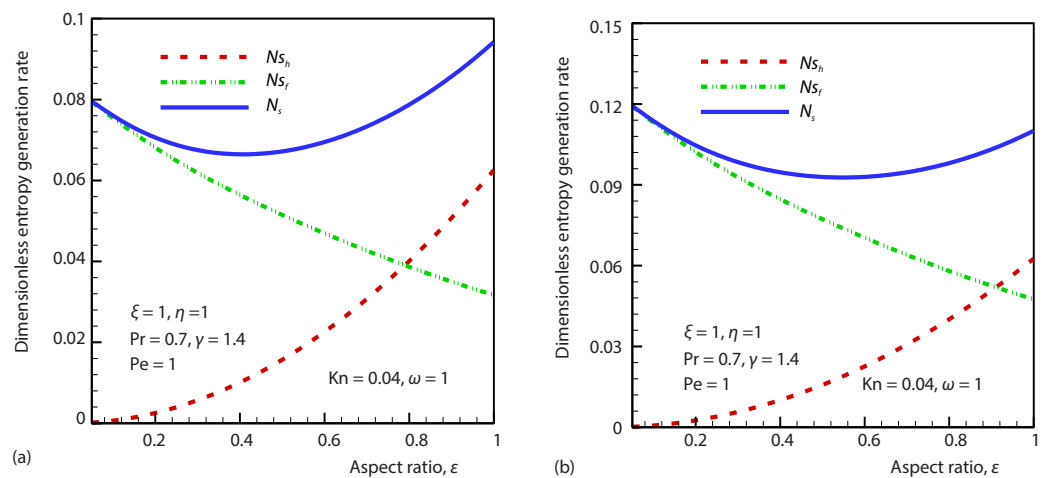 Dimensionless entropy generation rate
0.1
0.08
0.06
0.04
0.02
0
Ns_h
Ns_f
N_s
ξ = 1, η = 1
Pr = 0.7, γ = 1.4
Pe = 1
Kn = 0.04, ω = 1
0.2 0.4 0.6 0.8 1
(a)
Aspect ratio, ε
Dimensionless entropy generation rate
0.15
0.12
0.09
0.06
0.03
0
Ns_h
Ns_f
N_s
ξ = 1, η = 1
Pr = 0.7, γ = 1.4
Pe = 1
Kn = 0.04, ω = 1
0.2 0.4 0.6 0.8 1
(b)
Aspect ratio, ε